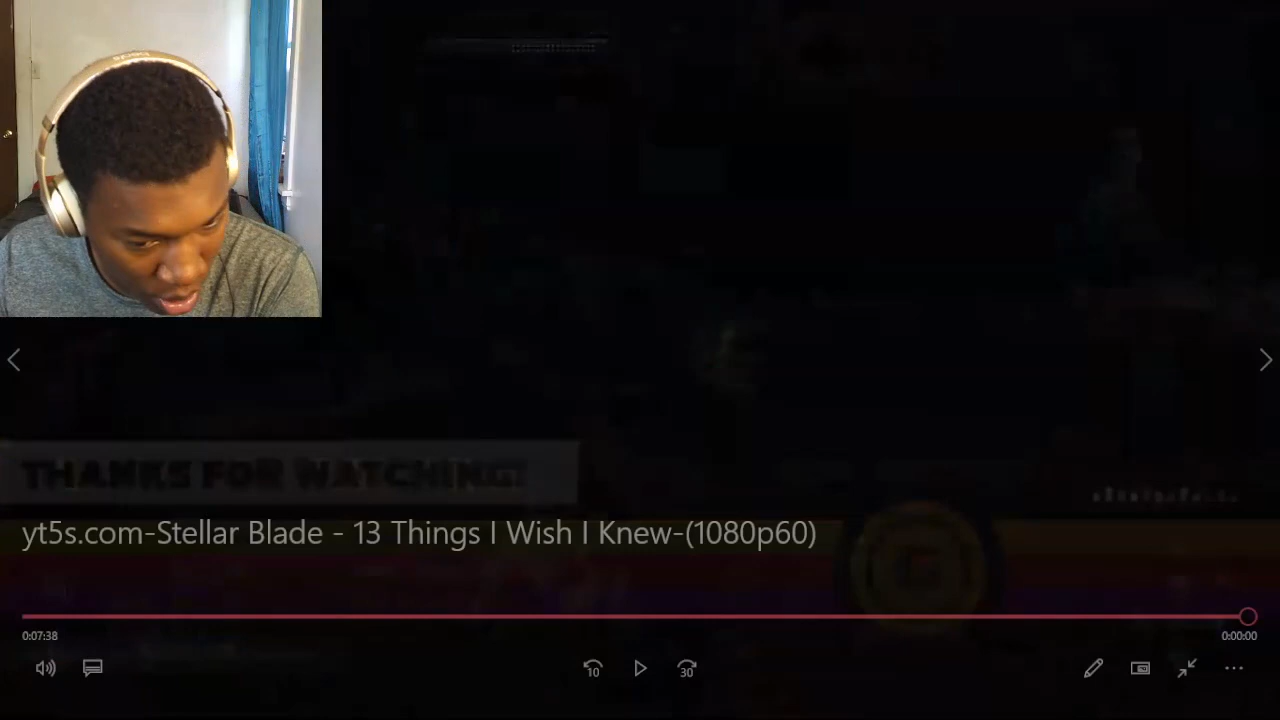 THANKS FOR WATCHING!
yt5s.com-Stellar Blade - 13 Things I Wish I Knew-(1080p60)
0:07:38
0:00:00
10
30